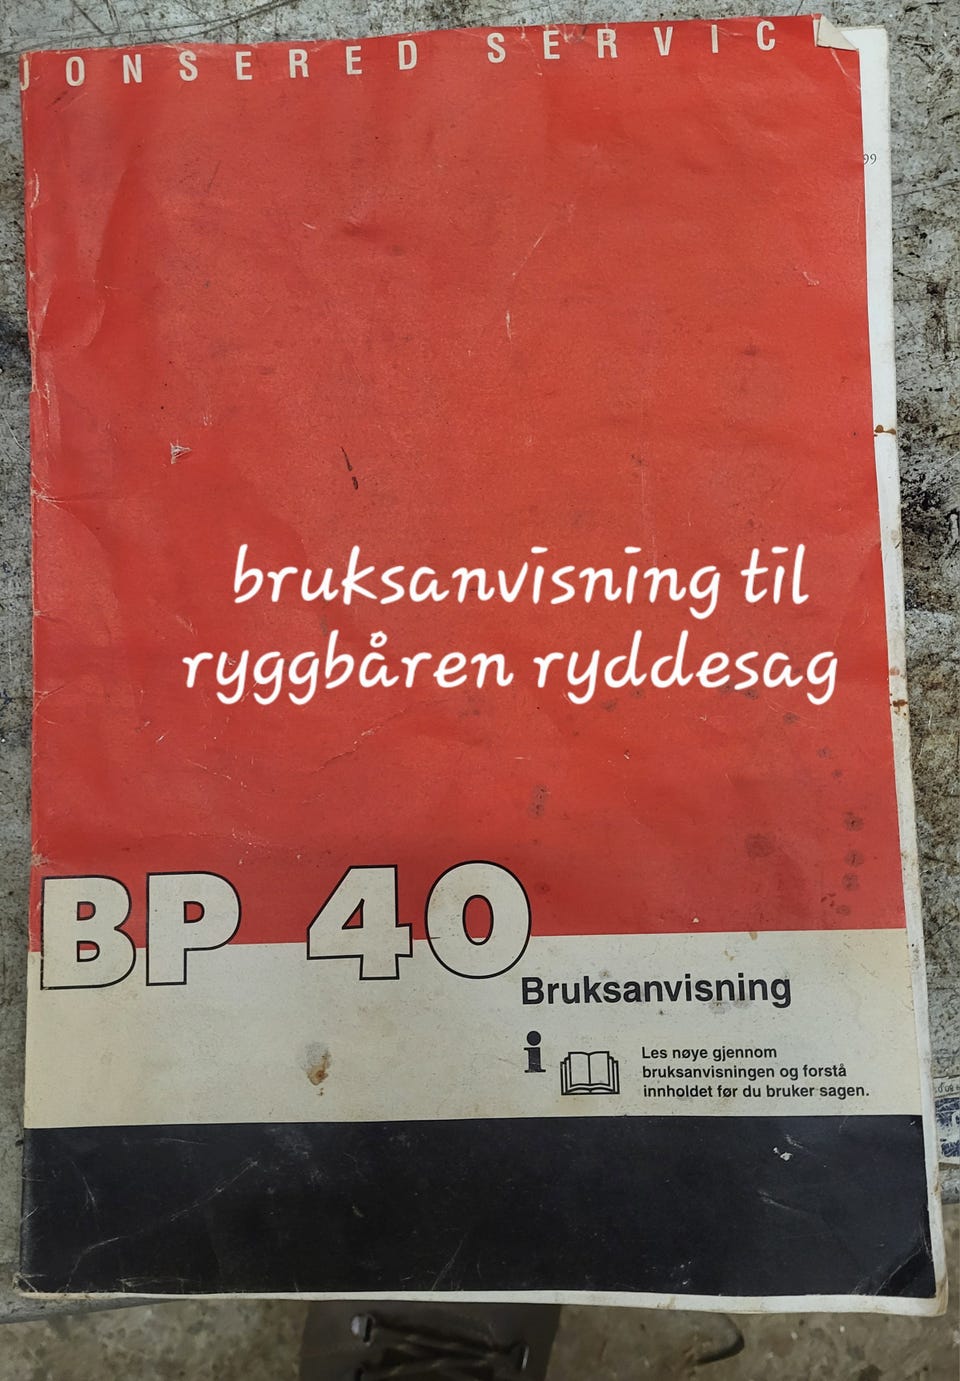 JONSERED SERVIC
99
bruksanvisning til
ryggbåren ryddesag
BP 40
Bruksanvisning
i
Les nøye gjennom
bruksanvisningen og forstå
innholdet før du bruker sagen.